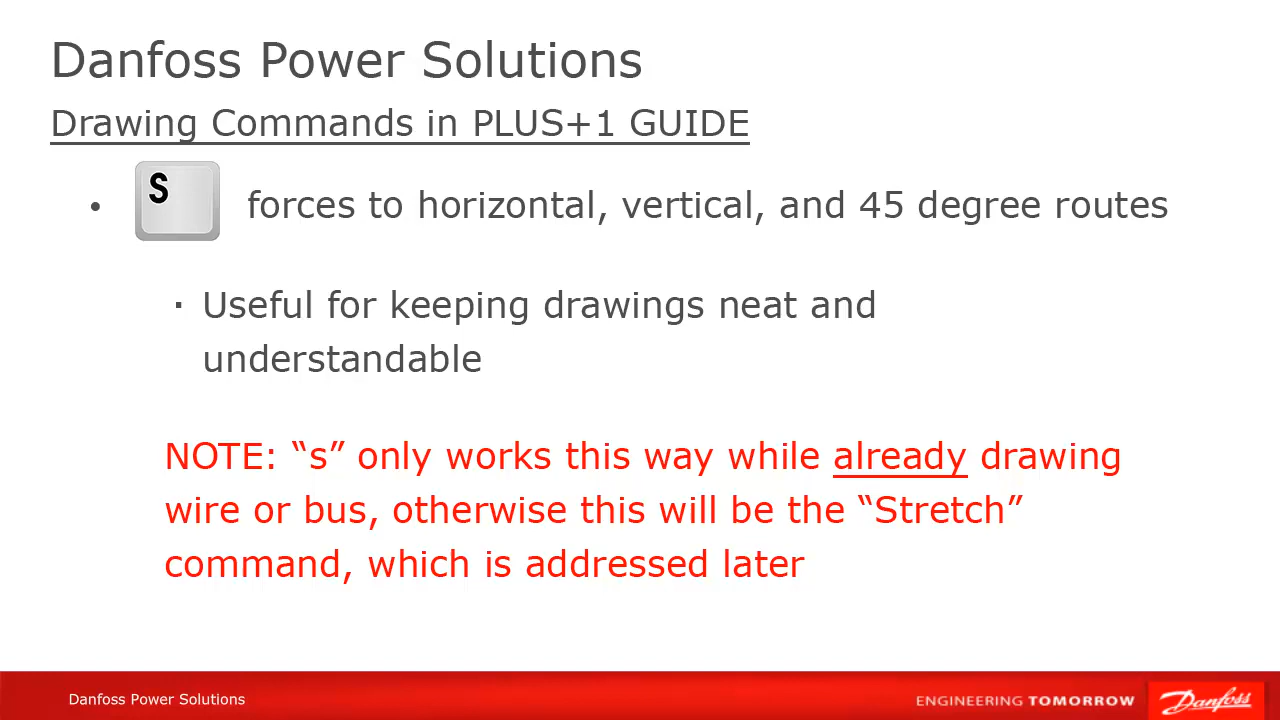 Danfoss Power Solutions
Drawing Commands in PLUS+1 GUIDE
• S forces to horizontal, vertical, and 45 degree routes
▪ Useful for keeping drawings neat and
understandable
NOTE: “s” only works this way while already drawing
wire or bus, otherwise this will be the “Stretch”
command, which is addressed later
Danfoss Power Solutions
ENGINEERING TOMORROW
Danfoss